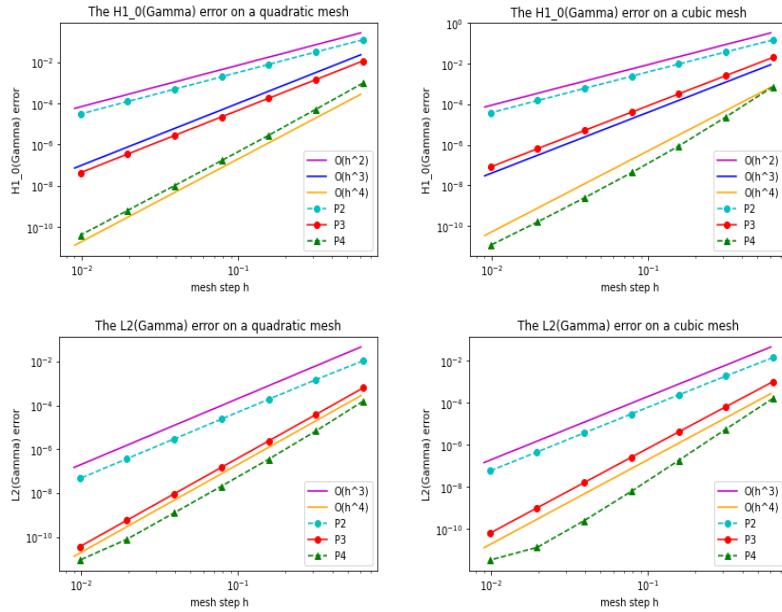 The H1_0(Gamma) error on a quadratic mesh
H1_0(Gamma) error
10^-2
10^-4
10^-6
10^-8
10^-10
O(h^2)
O(h^3)
O(h^4)
P2
P3
P4
10^-2
10^-1
mesh step h
The H1_0(Gamma) error on a cubic mesh
H1_0(Gamma) error
10^0
10^-2
10^-4
10^-6
10^-8
10^-10
O(h^2)
O(h^3)
O(h^4)
P2
P3
P4
10^-2
10^-1
mesh step h
The L2(Gamma) error on a quadratic mesh
L2(Gamma) error
10^-2
10^-4
10^-6
10^-8
10^-10
O(h^3)
O(h^4)
P2
P3
P4
10^-2
10^-1
mesh step h
The L2(Gamma) error on a cubic mesh
L2(Gamma) error
10^-2
10^-4
10^-6
10^-8
10^-10
O(h^3)
O(h^4)
P2
P3
P4
10^-2
10^-1
mesh step h